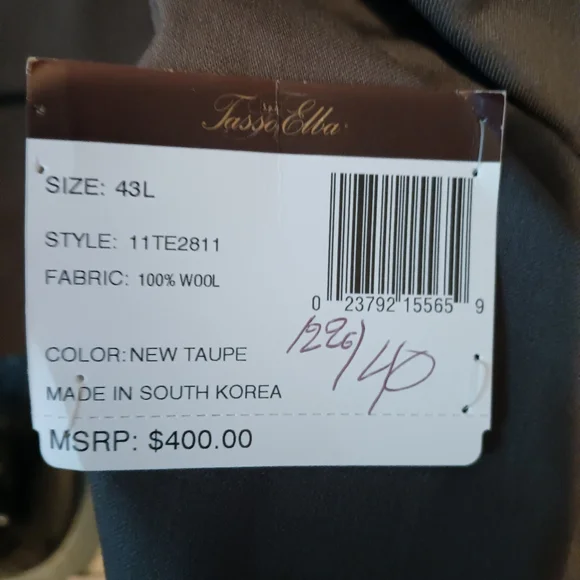 Tasso Elba
SIZE: 43L
STYLE: 11TE2811
FABRIC: 100% WOOL
0 23792 15565 9
COLOR: NEW TAUPE
MADE IN SOUTH KOREA
MSRP: $400.00